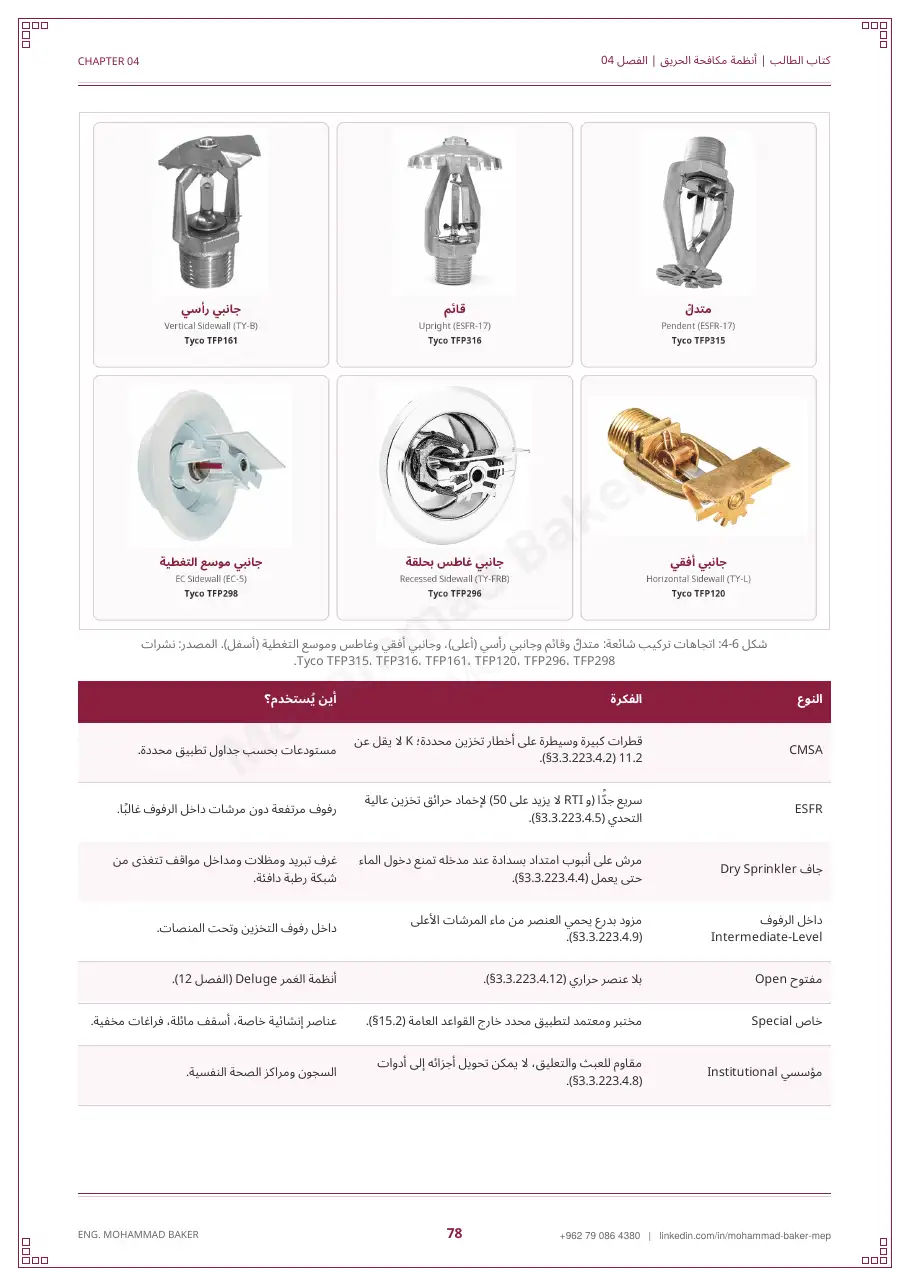 كتاب الطالب | أنظمة مكافحة الحريق | الفصل 04
CHAPTER 04
متدلٍّ
Pendent (ESFR-17)
Tyco TFP315
قائم
Upright (ESFR-17)
Tyco TFP316
جانبي رأسي
Vertical Sidewall (TY-B)
Tyco TFP161
جانبي أفقي
Horizontal Sidewall (TY-L)
Tyco TFP120
جانبي غاطس بحلقة
Recessed Sidewall (TY-FRB)
Tyco TFP296
جانبي موسع التغطية
EC Sidewall (EC-5)
Tyco TFP298
شكل 6-4: اتجاهات تركيب شائعة: متدلٍّ وقائم وجانبي رأسي (أعلى)، وجانبي أفقي وغاطس وموسع التغطية (أسفل). المصدر: نشرات
Tyco TFP315، TFP316، TFP161، TFP120، TFP296، TFP298.
النوع
الفكرة
أين يُستخدم؟
CMSA
قطرات كبيرة وسيطرة على أخطار تخزين محددة؛ K لا يقل عن
11.2 (§3.3.223.4.2).
مستودعات بحسب جداول تطبيق محددة.
ESFR
سريع جدًّا (و RTI لا يزيد على 50) لإخماد حرائق تخزين عالية
التحدي (§3.3.223.4.5).
رفوف مرتفعة دون مرشات داخل الرفوف غالبًا.
جاف Dry Sprinkler
مرش على أنبوب امتداد بسدادة عند مدخله تمنع دخول الماء
حتى يعمل (§3.3.223.4.4).
غرف تبريد ومظلات ومداخل مواقف تتغذى من
شبكة رطبة دافئة.
داخل الرفوف
Intermediate-Level
مزود بدرع يحمي العنصر من ماء المرشات الأعلى
(§3.3.223.4.9).
داخل رفوف التخزين وتحت المنصات.
مفتوح Open
بلا عنصر حراري (§3.3.223.4.12).
أنظمة الغمر Deluge (الفصل 12).
خاص Special
مختبر ومعتمد لتطبيق محدد خارج القواعد العامة (§15.2).
عناصر إنشائية خاصة، أسقف مائلة، فراغات مخفية.
مؤسسي Institutional
مقاوم للعبث والتعليق، لا يمكن تحويل أجزائه إلى أدوات
(§3.3.223.4.8).
السجون ومراكز الصحة النفسية.
Mohammad Baker
ENG. MOHAMMAD BAKER
78
+962 79 086 4380 | linkedin.com/in/mohammad-baker-mep